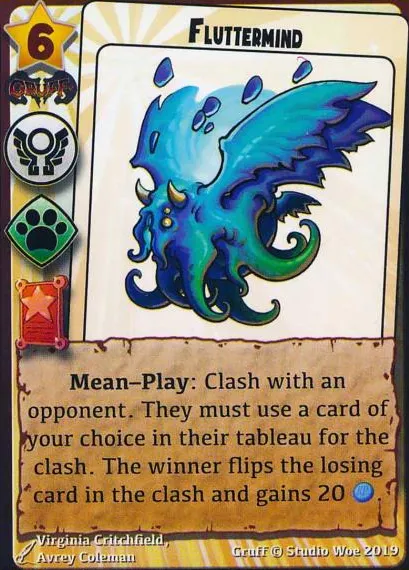 6
Fluttermind
GRUFF
Mean–Play: Clash with an
opponent. They must use a card of
your choice in their tableau for the
clash. The winner flips the losing
card in the clash and gains 20
Virginia Critchfield,
Avrey Coleman
Gruff © Studio Woe 2019